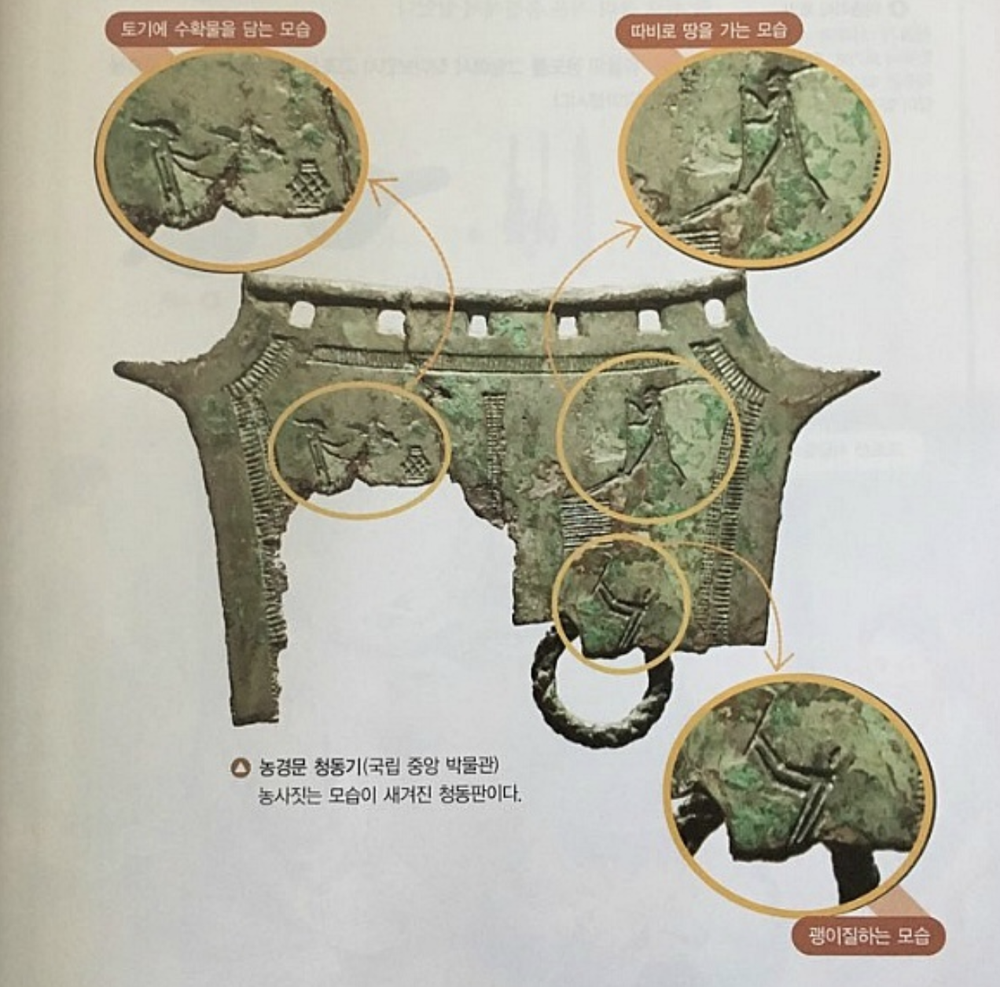 토기에 수확물을 담는 모습
따비로 땅을 가는 모습
농경문 청동기(국립 중앙 박물관)
농사짓는 모습이 새겨진 청동판이다.
괭이질하는 모습